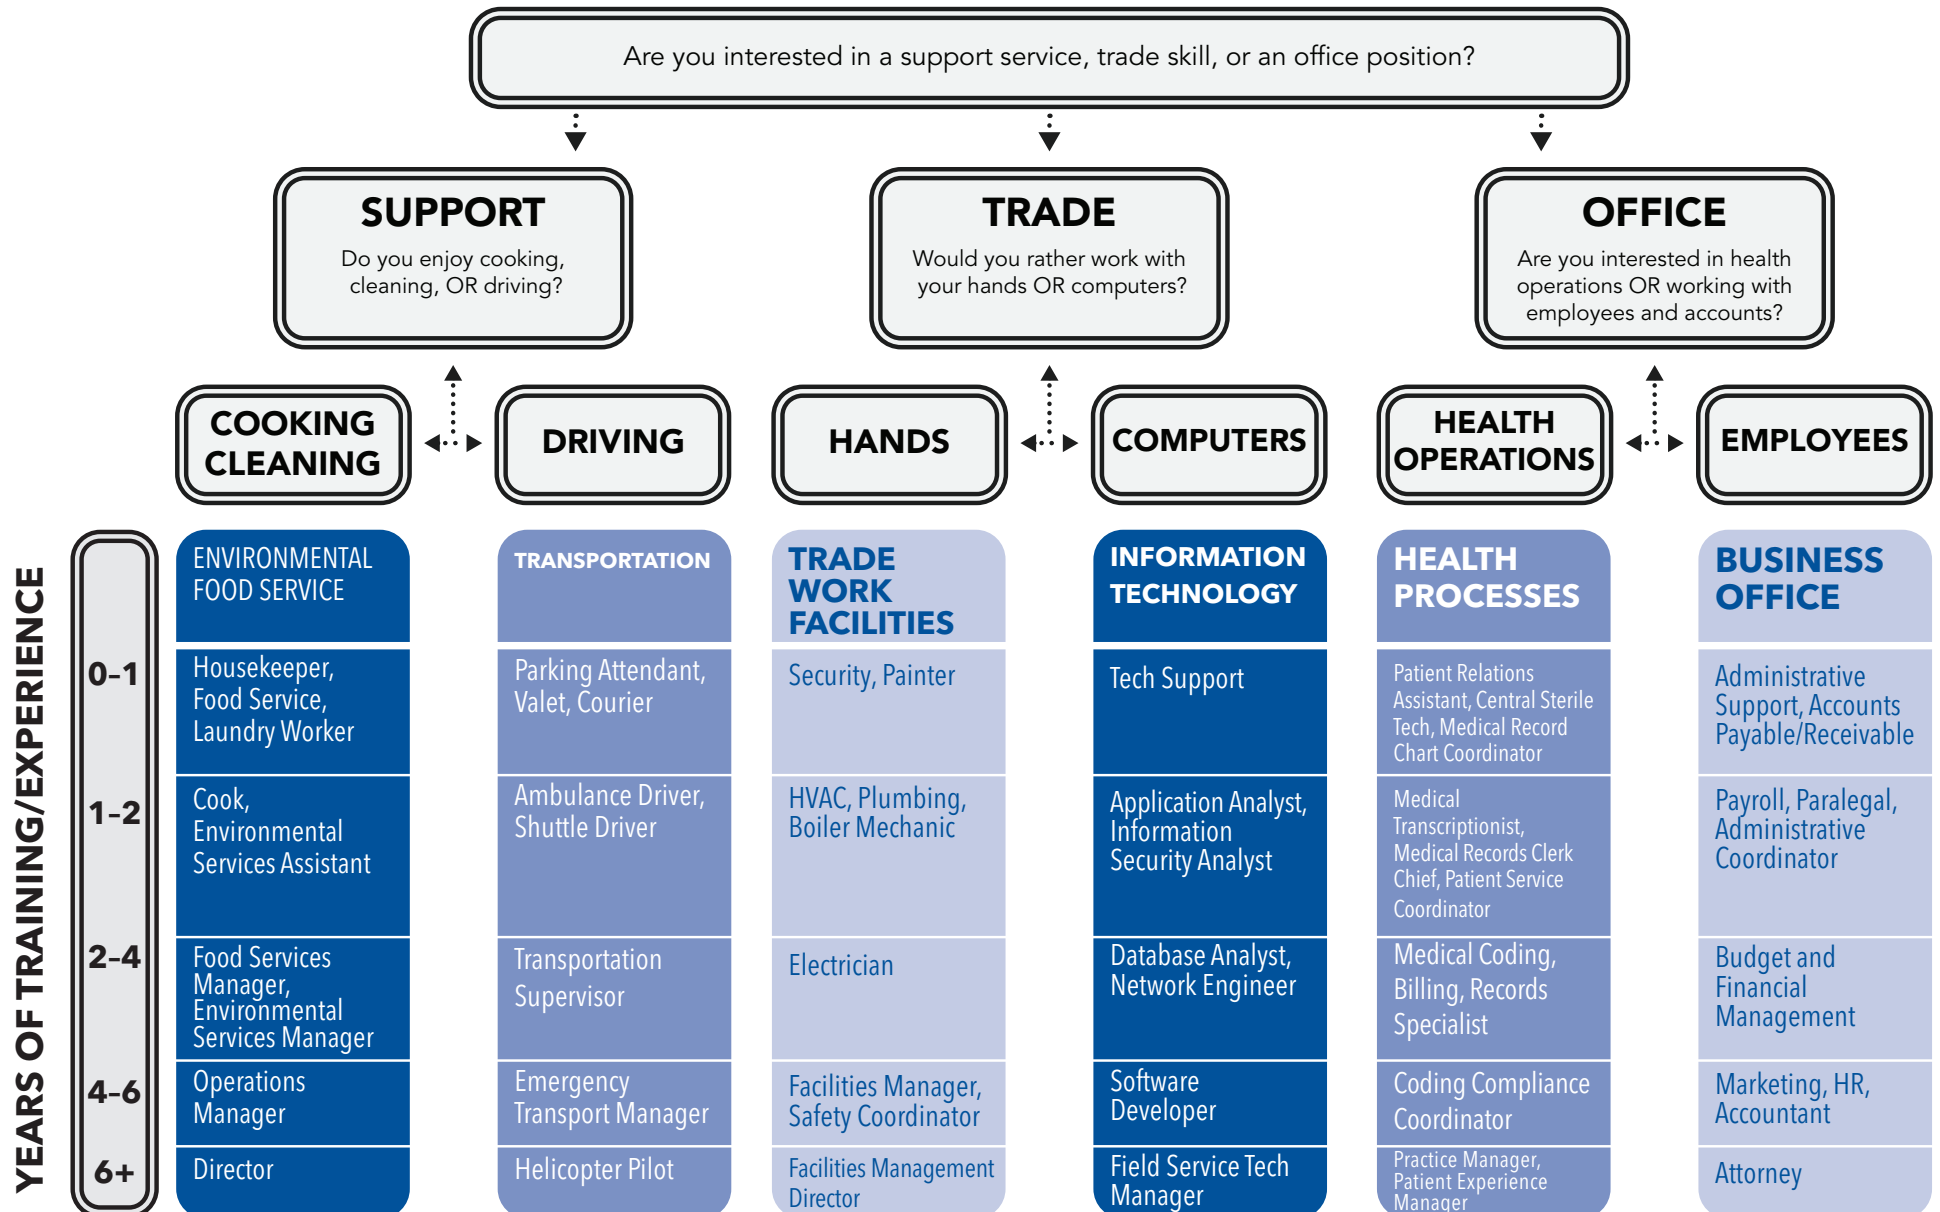 Are you interested in a support service, trade skill, or an office position?
SUPPORT
Do you enjoy cooking,
cleaning, OR driving?
TRADE
Would you rather work with
your hands OR computers?
OFFICE
Are you interested in health
operations OR working with
employees and accounts?
COOKING
CLEANING
DRIVING
HANDS
COMPUTERS
HEALTH
OPERATIONS
EMPLOYEES
YEARS OF TRAINING/EXPERIENCE
ENVIRONMENTAL
FOOD SERVICE
TRANSPORTATION
TRADE
WORK
FACILITIES
INFORMATION
TECHNOLOGY
HEALTH
PROCESSES
BUSINESS
OFFICE
0–1
Housekeeper,
Food Service,
Laundry Worker
Parking Attendant,
Valet, Courier
Security, Painter
Tech Support
Patient Relations
Assistant, Central Sterile
Tech, Medical Record
Chart Coordinator
Administrative
Support, Accounts
Payable/Receivable
1–2
Cook,
Environmental
Services Assistant
Ambulance Driver,
Shuttle Driver
HVAC, Plumbing,
Boiler Mechanic
Application Analyst,
Information
Security Analyst
Medical
Transcriptionist,
Medical Records Clerk
Chief, Patient Service
Coordinator
Payroll, Paralegal,
Administrative
Coordinator
2–4
Food Services
Manager,
Environmental
Services Manager
Transportation
Supervisor
Electrician
Database Analyst,
Network Engineer
Medical Coding,
Billing, Records
Specialist
Budget and
Financial
Management
4–6
Operations
Manager
Emergency
Transport Manager
Facilities Manager,
Safety Coordinator
Software
Developer
Coding Compliance
Coordinator
Marketing, HR,
Accountant
6+
Director
Helicopter Pilot
Facilities Management
Director
Field Service Tech
Manager
Practice Manager,
Patient Experience
Manager
Attorney